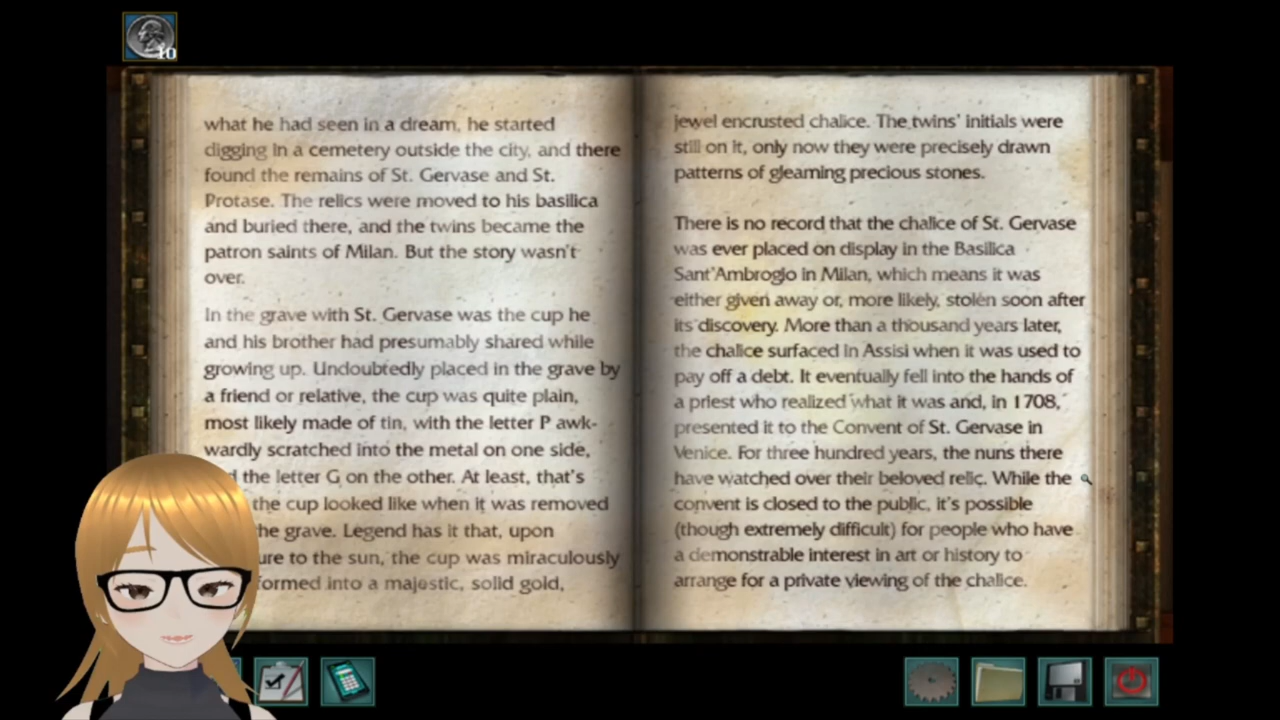 10
what he had seen in a dream, he started
digging in a cemetery outside the city, and there
found the remains of St. Gervase and St.
Protase. The relics were moved to his basilica
and buried there, and the twins became the
patron saints of Milan. But the story wasn't
over.
In the grave with St. Gervase was the cup he
and his brother had presumably shared while
growing up. Undoubtedly placed in the grave by
a friend or relative, the cup was quite plain,
most likely made of tin, with the letter P awk-
wardly scratched into the metal on one side,
the letter G on the other. At least, that's
the cup looked like when it was removed
the grave. Legend has it that, upon
to the sun, the cup was miraculously
into a majestic, solid gold,
jewel encrusted chalice. The twins' initials were
still on it, only now they were precisely drawn
patterns of gleaming precious stones.
There is no record that the chalice of St. Gervase
was ever placed on display in the Basilica
Sant'Ambrogio in Milan, which means it was
either given away or, more likely, stolen soon after
its discovery. More than a thousand years later,
the chalice surfaced in Assisi when it was used to
pay off a debt. It eventually fell into the hands of
a priest who realized what it was and, in 1708,
presented it to the Convent of St. Gervase in
Venice. For three hundred years, the nuns there
have watched over their beloved relic. While the
convent is closed to the public, it's possible
(though extremely difficult) for people who have
a demonstrable interest in art or history to
arrange for a private viewing of the chalice.